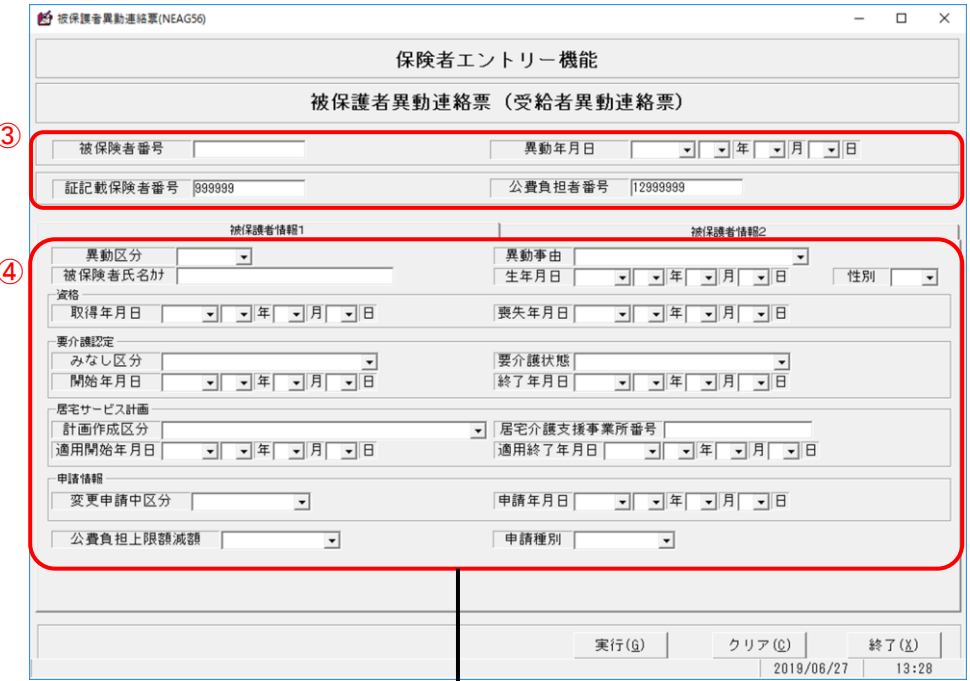 被保護者異動連絡票(NEAG56)
保険者エントリー機能
被保護者異動連絡票（受給者異動連絡票）
③
被保険者番号 異動年月日 年 月 日
証記載保険者番号 999999 公費負担者番号 12999999
被保護者情報1 被保護者情報2
④
異動区分 異動事由
被保険者氏名カナ 生年月日 年 月 日 性別
資格
取得年月日 年 月 日 喪失年月日 年 月 日
要介護認定
みなし区分 要介護状態
開始年月日 年 月 日 終了年月日 年 月 日
居宅サービス計画
計画作成区分 居宅介護支援事業所番号
適用開始年月日 年 月 日 適用終了年月日 年 月 日
申請情報
変更申請中区分 申請年月日 年 月 日
公費負担上限額減額 申請種別
実行(G) クリア(C) 終了(X)
2019/06/27 13:28